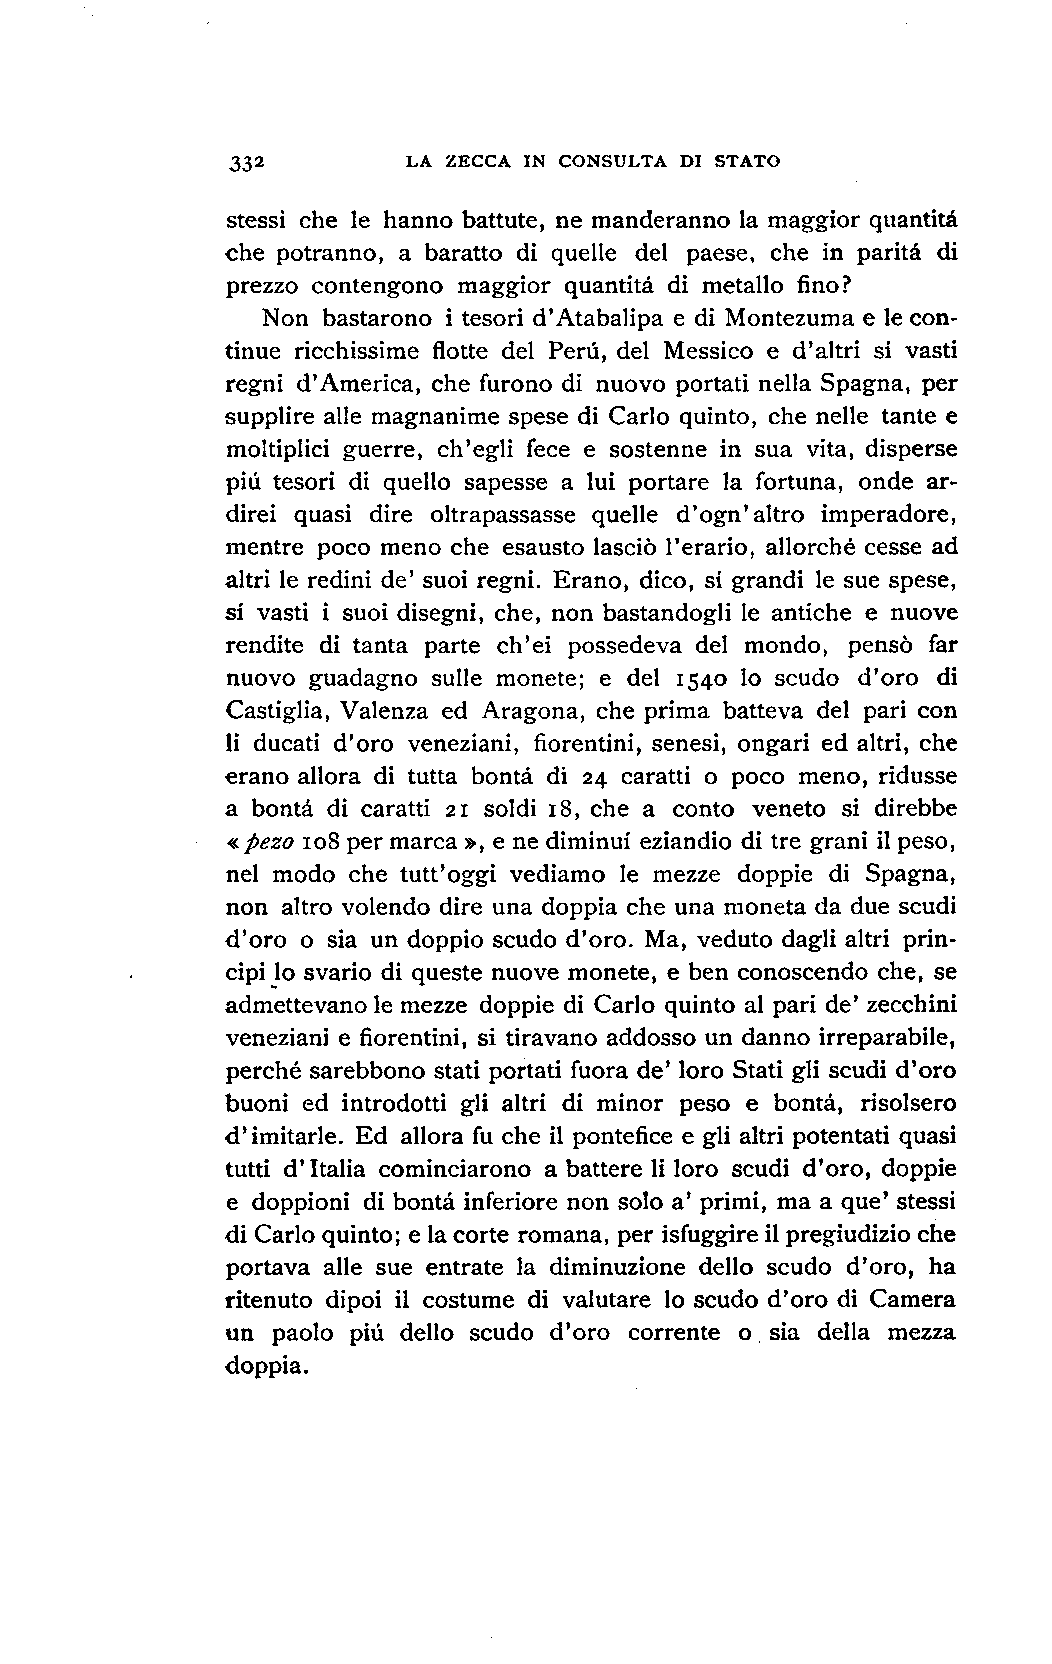 332 LA ZECCA IN CONSULTA DI STATO
stessi che le hanno battute, ne manderanno la maggior quantitá
che potranno, a baratto di quelle del paese, che in paritá di
prezzo contengono maggior quantitá di metallo fino?
Non bastarono i tesori d'Atabalipa e di Montezuma e le con-
tinue ricchissime flotte del Perú, del Messico e d'altri sí vasti
regni d'America, che furono di nuovo portati nella Spagna, per
supplire alle magnanime spese di Carlo quinto, che nelle tante e
moltiplici guerre, ch'egli fece e sostenne in sua vita, disperse
piú tesori di quello sapesse a lui portare la fortuna, onde ar-
direi quasi dire oltrapassasse quelle d'ogn'altro imperadore,
mentre poco meno che esausto lasciò l'erario, allorché cesse ad
altri le redini de' suoi regni. Erano, dico, sí grandi le sue spese,
sí vasti i suoi disegni, che, non bastandogli le antiche e nuove
rendite di tanta parte ch'ei possedeva del mondo, pensò far
nuovo guadagno sulle monete; e del 1540 lo scudo d'oro di
Castiglia, Valenza ed Aragona, che prima batteva del pari con
li ducati d'oro veneziani, fiorentini, senesi, ongari ed altri, che
erano allora di tutta bontá di 24 caratti o poco meno, ridusse
a bontá di caratti 21 soldi 18, che a conto veneto si direbbe
« pezo 108 per marca », e ne diminuí eziandio di tre grani il peso,
nel modo che tutt'oggi vediamo le mezze doppie di Spagna,
non altro volendo dire una doppia che una moneta da due scudi
d'oro o sia un doppio scudo d'oro. Ma, veduto dagli altri prin-
cipi lo svario di queste nuove monete, e ben conoscendo che, se
admettevano le mezze doppie di Carlo quinto al pari de' zecchini
veneziani e fiorentini, si tiravano addosso un danno irreparabile,
perché sarebbono stati portati fuora de' loro Stati gli scudi d'oro
buoni ed introdotti gli altri di minor peso e bontá, risolsero
d'imitarle. Ed allora fu che il pontefice e gli altri potentati quasi
tutti d'Italia cominciarono a battere li loro scudi d'oro, doppie
e doppioni di bontá inferiore non solo a' primi, ma a que' stessi
di Carlo quinto; e la corte romana, per isfuggire il pregiudizio che
portava alle sue entrate la diminuzione dello scudo d'oro, ha
ritenuto dipoi il costume di valutare lo scudo d'oro di Camera
un paolo piú dello scudo d'oro corrente o sia della mezza
doppia.